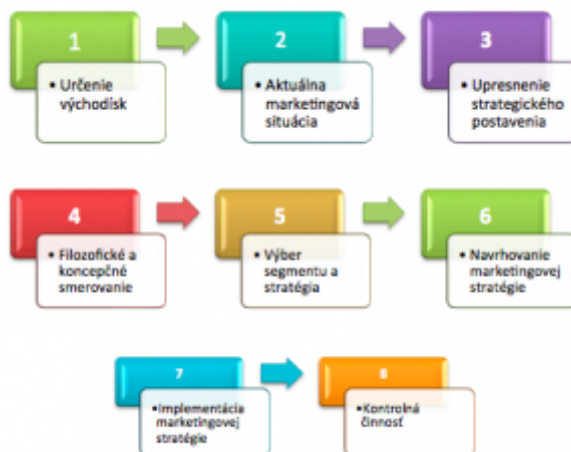 1
• Určenie
východísk
2
• Aktuálna
marketingová
situácia
3
• Upresnenie
strategického
postavenia
4
• Filozofické a
koncepčné
smerovanie
5
• Výber
segmentu a
stratégia
6
• Navrhovanie
marketingovej
stratégie
7
•Implementácia
marketingovej
stratégie
8
•Kontrolná
činnosť